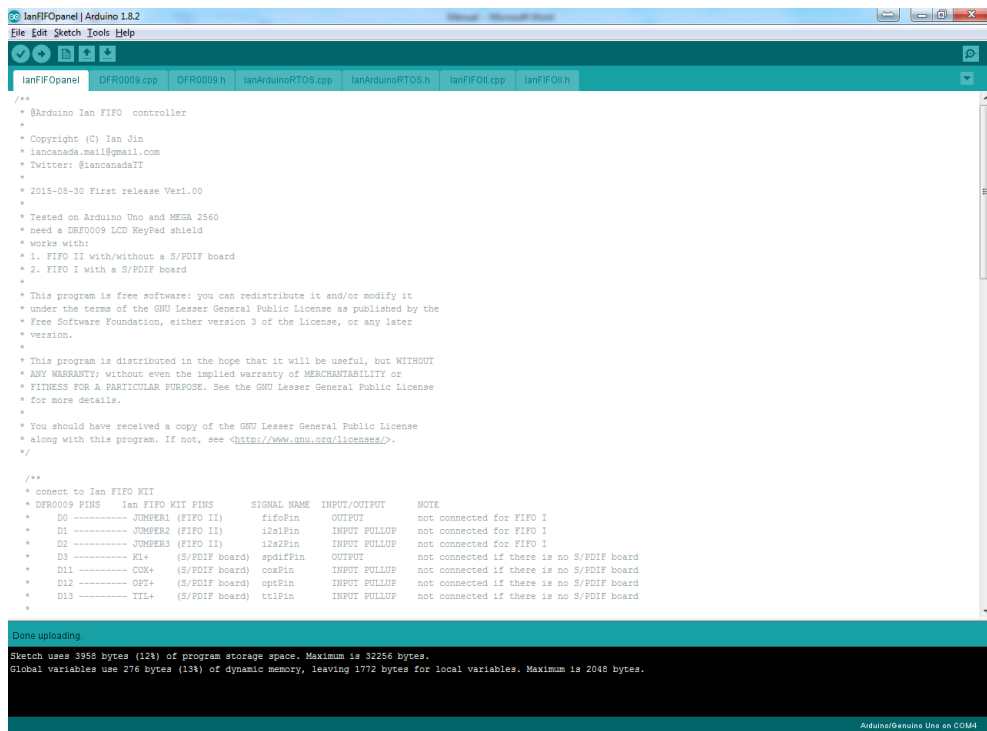 IanFIFOpanel | Arduino 1.8.2
Manual - Microsoft Word
File Edit Sketch Tools Help
IanFIFOpanel DFR0009.cpp DFR0009.h IanArduinoRTOS.cpp IanArduinoRTOS.h IanFIFOII.cpp IanFIFOII.h
/**
* @Arduino Ian FIFO  controller
*
* Copyright (C) Ian Jin
* iancanada.mail@gmail.com
* Twitter: @iancanadaTT
*
* 2015-08-30 First release Ver1.00
*
* Tested on Arduino Uno and MEGA 2560
* need a DRF0009 LCD KeyPad shield
* works with:
* 1. FIFO II with/without a S/PDIF board
* 2. FIFO I with a S/PDIF board
*
* This program is free software: you can redistribute it and/or modify it
* under the terms of the GNU Lesser General Public License as published by the
* Free Software Foundation, either version 3 of the License, or any later
* version.
*
* This program is distributed in the hope that it will be useful, but WITHOUT
* ANY WARRANTY; without even the implied warranty of MERCHANTABILITY or
* FITNESS FOR A PARTICULAR PURPOSE. See the GNU Lesser General Public License
* for more details.
*
* You should have received a copy of the GNU Lesser General Public License
* along with this program. If not, see <http://www.gnu.org/licenses/>.
*/
/**
* conect to Ian FIFO KIT
* DFR0009 PINS    Ian FIFO KIT PINS       SIGNAL NAME  INPUT/OUTPUT     NOTE
*     D0 ---------- JUMPER1 (FIFO II)       fifoPin      OUTPUT          not connected for FIFO I
*     D1 ---------- JUMPER2 (FIFO II)       i2s1Pin      INPUT PULLUP    not connected for FIFO I
*     D2 ---------- JUMPER3 (FIFO II)       i2s2Pin      INPUT PULLUP    not connected for FIFO I
*     D3 ---------- K1+     (S/PDIF board)  spdifPin     OUTPUT          not connected if there is no S/PDIF board
*     D11 --------- COX+    (S/PDIF board)  coxPin       INPUT PULLUP    not connected if there is no S/PDIF board
*     D12 --------- OPT+    (S/PDIF board)  optPin       INPUT PULLUP    not connected if there is no S/PDIF board
*     D13 --------- TTL+    (S/PDIF board)  ttlPin       INPUT PULLUP    not connected if there is no S/PDIF board
*
Done uploading.
Sketch uses 3958 bytes (12%) of program storage space. Maximum is 32256 bytes.
Global variables use 276 bytes (13%) of dynamic memory, leaving 1772 bytes for local variables. Maximum is 2048 bytes.
Arduino/Genuino Uno on COM4